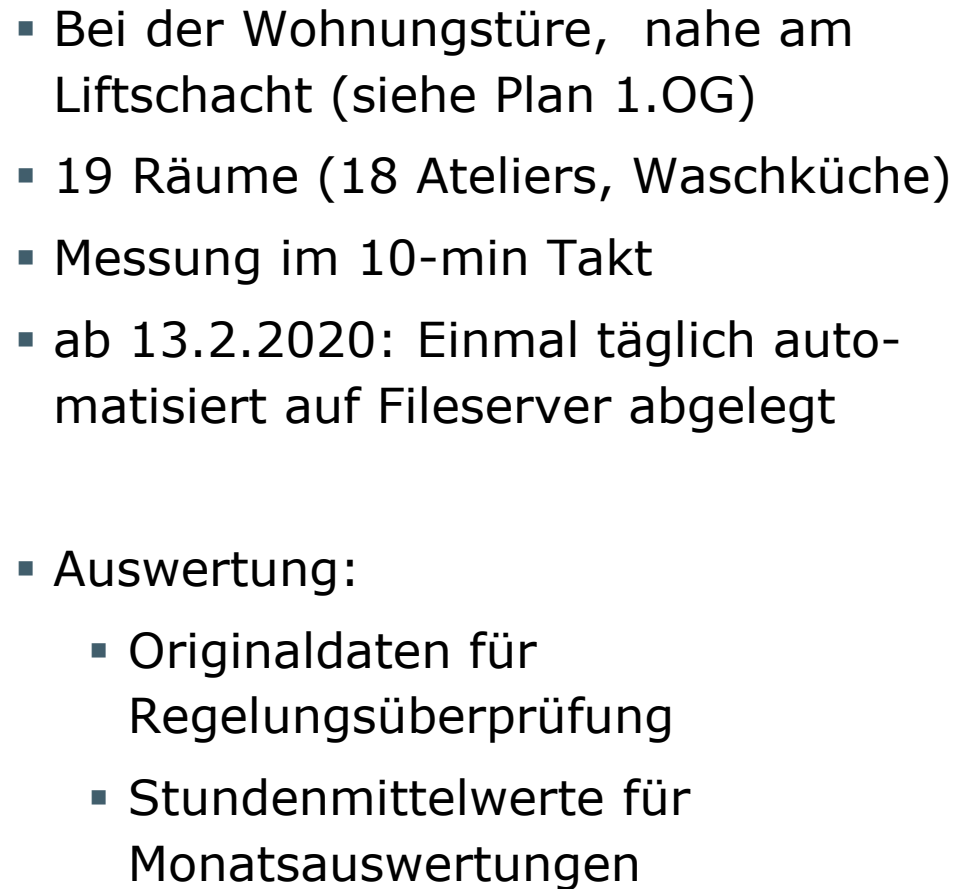 ▪ Bei der Wohnungstüre,  nahe am
Liftschacht (siehe Plan 1.OG)
▪ 19 Räume (18 Ateliers, Waschküche)
▪ Messung im 10-min Takt
▪ ab 13.2.2020: Einmal täglich auto-
matisiert auf Fileserver abgelegt
▪ Auswertung:
▪ Originaldaten für
Regelungsüberprüfung
▪ Stundenmittelwerte für
Monatsauswertungen